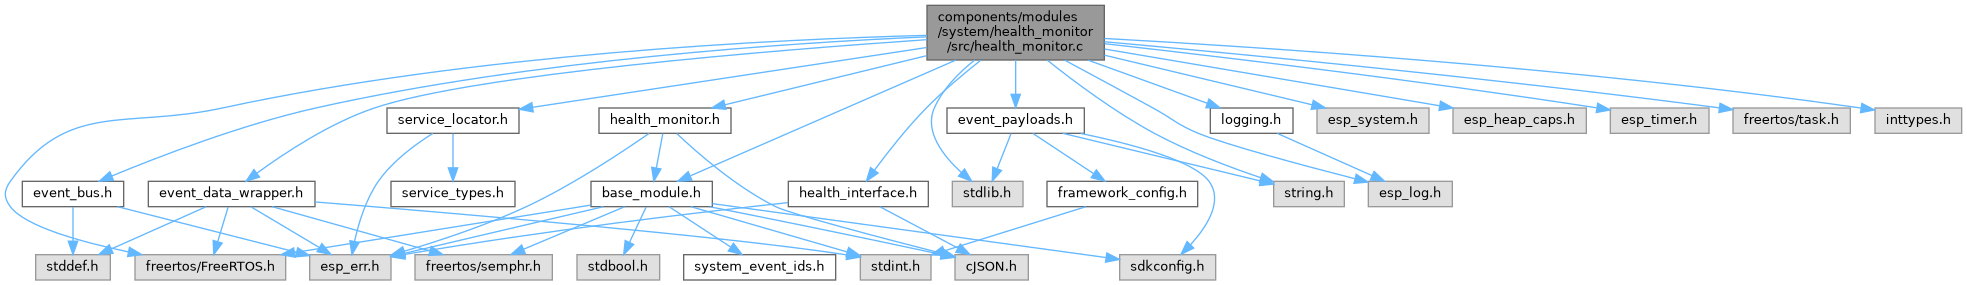 components/modules
/system/health_monitor
/src/health_monitor.c
service_locator.h
health_monitor.h
event_payloads.h
logging.h
esp_system.h
esp_heap_caps.h
esp_timer.h
freertos/task.h
inttypes.h
event_bus.h
event_data_wrapper.h
service_types.h
base_module.h
health_interface.h
stdlib.h
framework_config.h
string.h
esp_log.h
stddef.h
freertos/FreeRTOS.h
esp_err.h
freertos/semphr.h
stdbool.h
system_event_ids.h
stdint.h
cJSON.h
sdkconfig.h